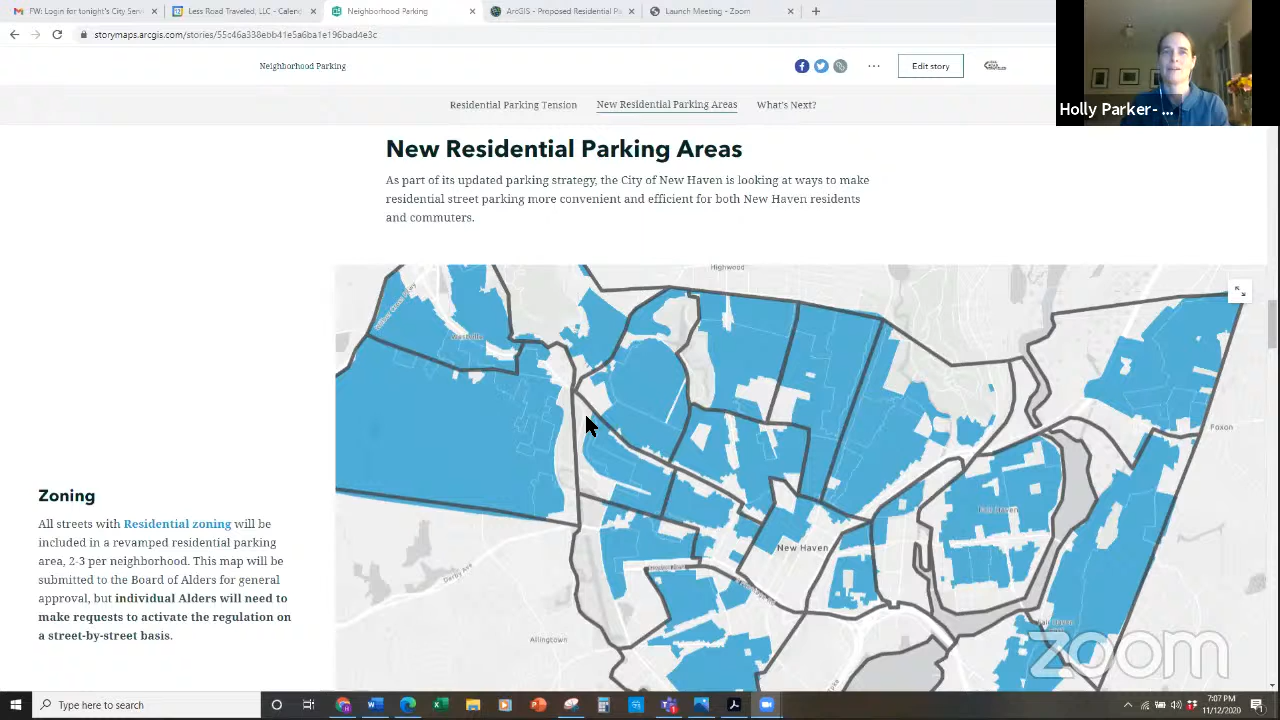 FW: Login for tonight's City Serv
Less Road Traveled, LLC - Calend
Neighborhood Parking
ArcGIS - Proposed Residential Pa
Launch Meeting - Zoom
storymaps.arcgis.com/stories/55c46a338ebb41e5a6ba1e196bad4e3c
Neighborhood Parking
Edit story
Holly Parker- ...
Residential Parking Tension
New Residential Parking Areas
What's Next?
New Residential Parking Areas
As part of its updated parking strategy, the City of New Haven is looking at ways to make
residential street parking more convenient and efficient for both New Haven residents
and commuters.
Highwood
Foxon
Fair Haven
New Haven
Derby Ave
Allingtown
Zoning
All streets with Residential zoning will be
included in a revamped residential parking
area, 2-3 per neighborhood. This map will be
submitted to the Board of Alders for general
approval, but individual Alders will need to
make requests to activate the regulation on
a street-by-street basis.
zoom
Type here to search
7:07 PM
11/12/2020